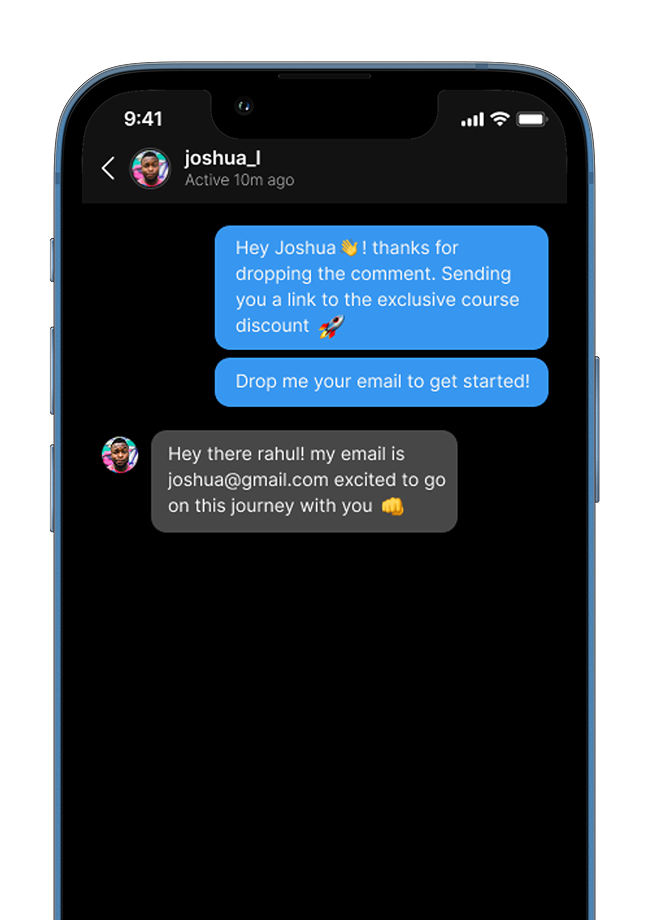 9:41
joshua_l
Active 10m ago
Hey Joshua👋! thanks for
dropping the comment. Sending
you a link to the exclusive course
discount 🚀
Drop me your email to get started!
Hey there rahul! my email is
joshua@gmail.com excited to go
on this journey with you 👊